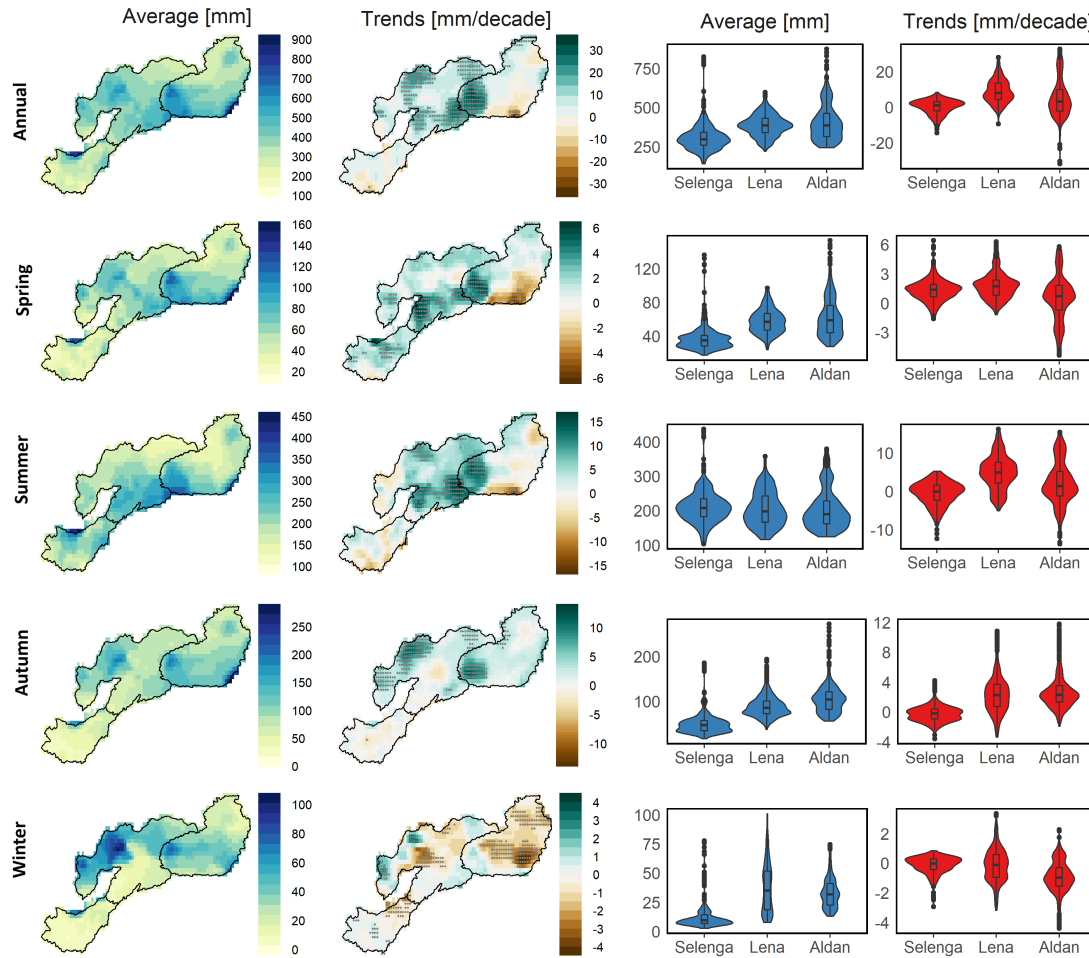 Average [mm]
Trends [mm/decade]
Average [mm]
Trends [mm/decade]
Annual
900
800
700
600
500
400
300
200
100
30
20
10
0
-10
-20
-30
750
500
250
Selenga
Lena
Aldan
20
0
-20
Selenga
Lena
Aldan
Spring
160
140
120
100
80
60
40
20
6
4
2
0
-2
-4
-6
120
80
40
Selenga
Lena
Aldan
6
3
0
-3
Selenga
Lena
Aldan
Summer
450
400
350
300
250
200
150
100
15
10
5
0
-5
-10
-15
400
300
200
100
Selenga
Lena
Aldan
10
0
-10
Selenga
Lena
Aldan
Autumn
250
200
150
100
50
0
10
5
0
-5
-10
200
100
Selenga
Lena
Aldan
12
8
4
0
-4
Selenga
Lena
Aldan
Winter
100
80
60
40
20
0
4
3
2
1
0
-1
-2
-3
-4
100
75
50
25
0
Selenga
Lena
Aldan
2
0
-2
-4
Selenga
Lena
Aldan